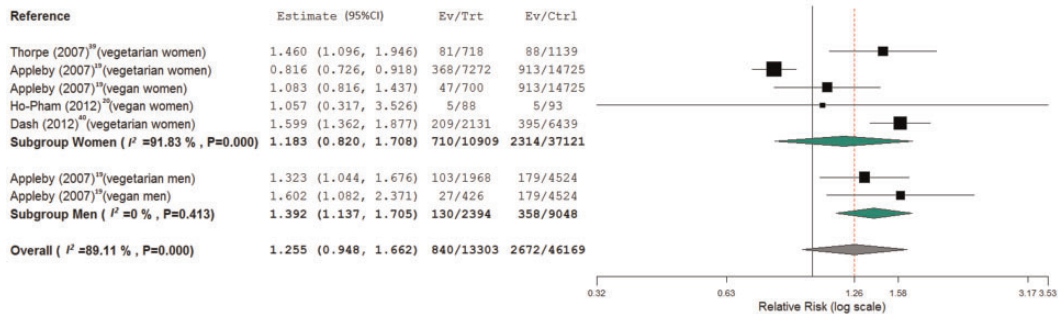 Reference Estimate (95%CI) Ev/Trt Ev/Ctrl
Thorpe (2007)³⁹(vegetarian women) 1.460 (1.096, 1.946) 81/718 88/1139
Appleby (2007)¹⁹(vegetarian women) 0.816 (0.726, 0.918) 368/7272 913/14725
Appleby (2007)¹⁹(vegan women) 1.083 (0.816, 1.437) 47/700 913/14725
Ho-Pham (2012)²⁰(vegan women) 1.057 (0.317, 3.526) 5/88 5/93
Dash (2012)⁴⁰(vegetarian women) 1.599 (1.362, 1.877) 209/2131 395/6439
Subgroup Women ( I² =91.83 % , P=0.000) 1.183 (0.820, 1.708) 710/10909 2314/37121
Appleby (2007)¹⁹(vegetarian men) 1.323 (1.044, 1.676) 103/1968 179/4524
Appleby (2007)¹⁹(vegan men) 1.602 (1.082, 2.371) 27/426 179/4524
Subgroup Men ( I² =0 % , P=0.413) 1.392 (1.137, 1.705) 130/2394 358/9048
Overall ( I² =89.11 % , P=0.000) 1.255 (0.948, 1.662) 840/13303 2672/46169
0.32 0.63 1.26 1.58 3.17 3.53
Relative Risk (log scale)